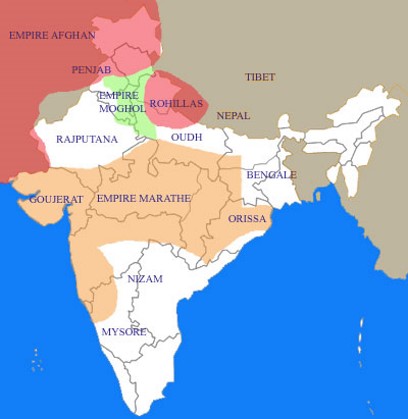 EMPIRE AFGHAN
PENJAB
TIBET
EMPIRE
MOGHOL
ROHILLAS
NEPAL
RAJPUTANA
OUDH
BENGALE
GOUJERAT
EMPIRE MARATHE
ORISSA
NIZAM
MYSORE